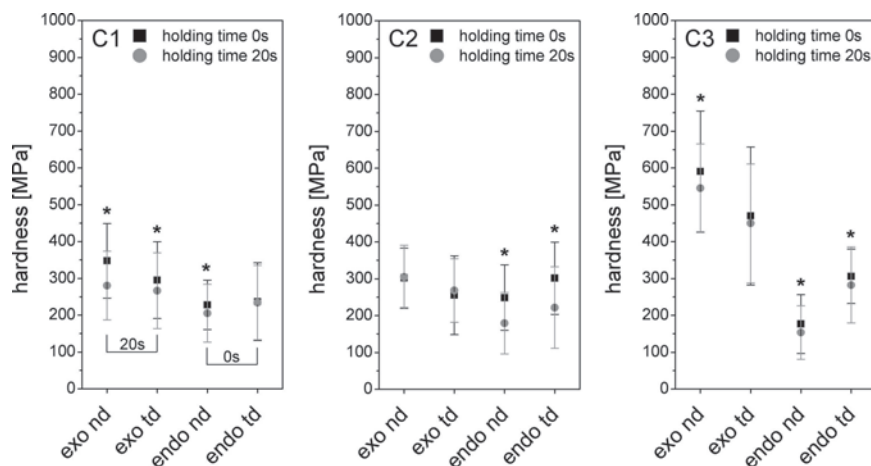 C1
holding time 0s
holding time 20s
hardness [MPa]
1000
900
800
700
600
500
400
300
200
100
0
*
*
*
20s
0s
exo nd
exo td
endo nd
endo td
C2
holding time 0s
holding time 20s
hardness [MPa]
1000
900
800
700
600
500
400
300
200
100
0
*
*
exo nd
exo td
endo nd
endo td
C3
holding time 0s
holding time 20s
hardness [MPa]
1000
900
800
700
600
500
400
300
200
100
0
*
*
*
exo nd
exo td
endo nd
endo td